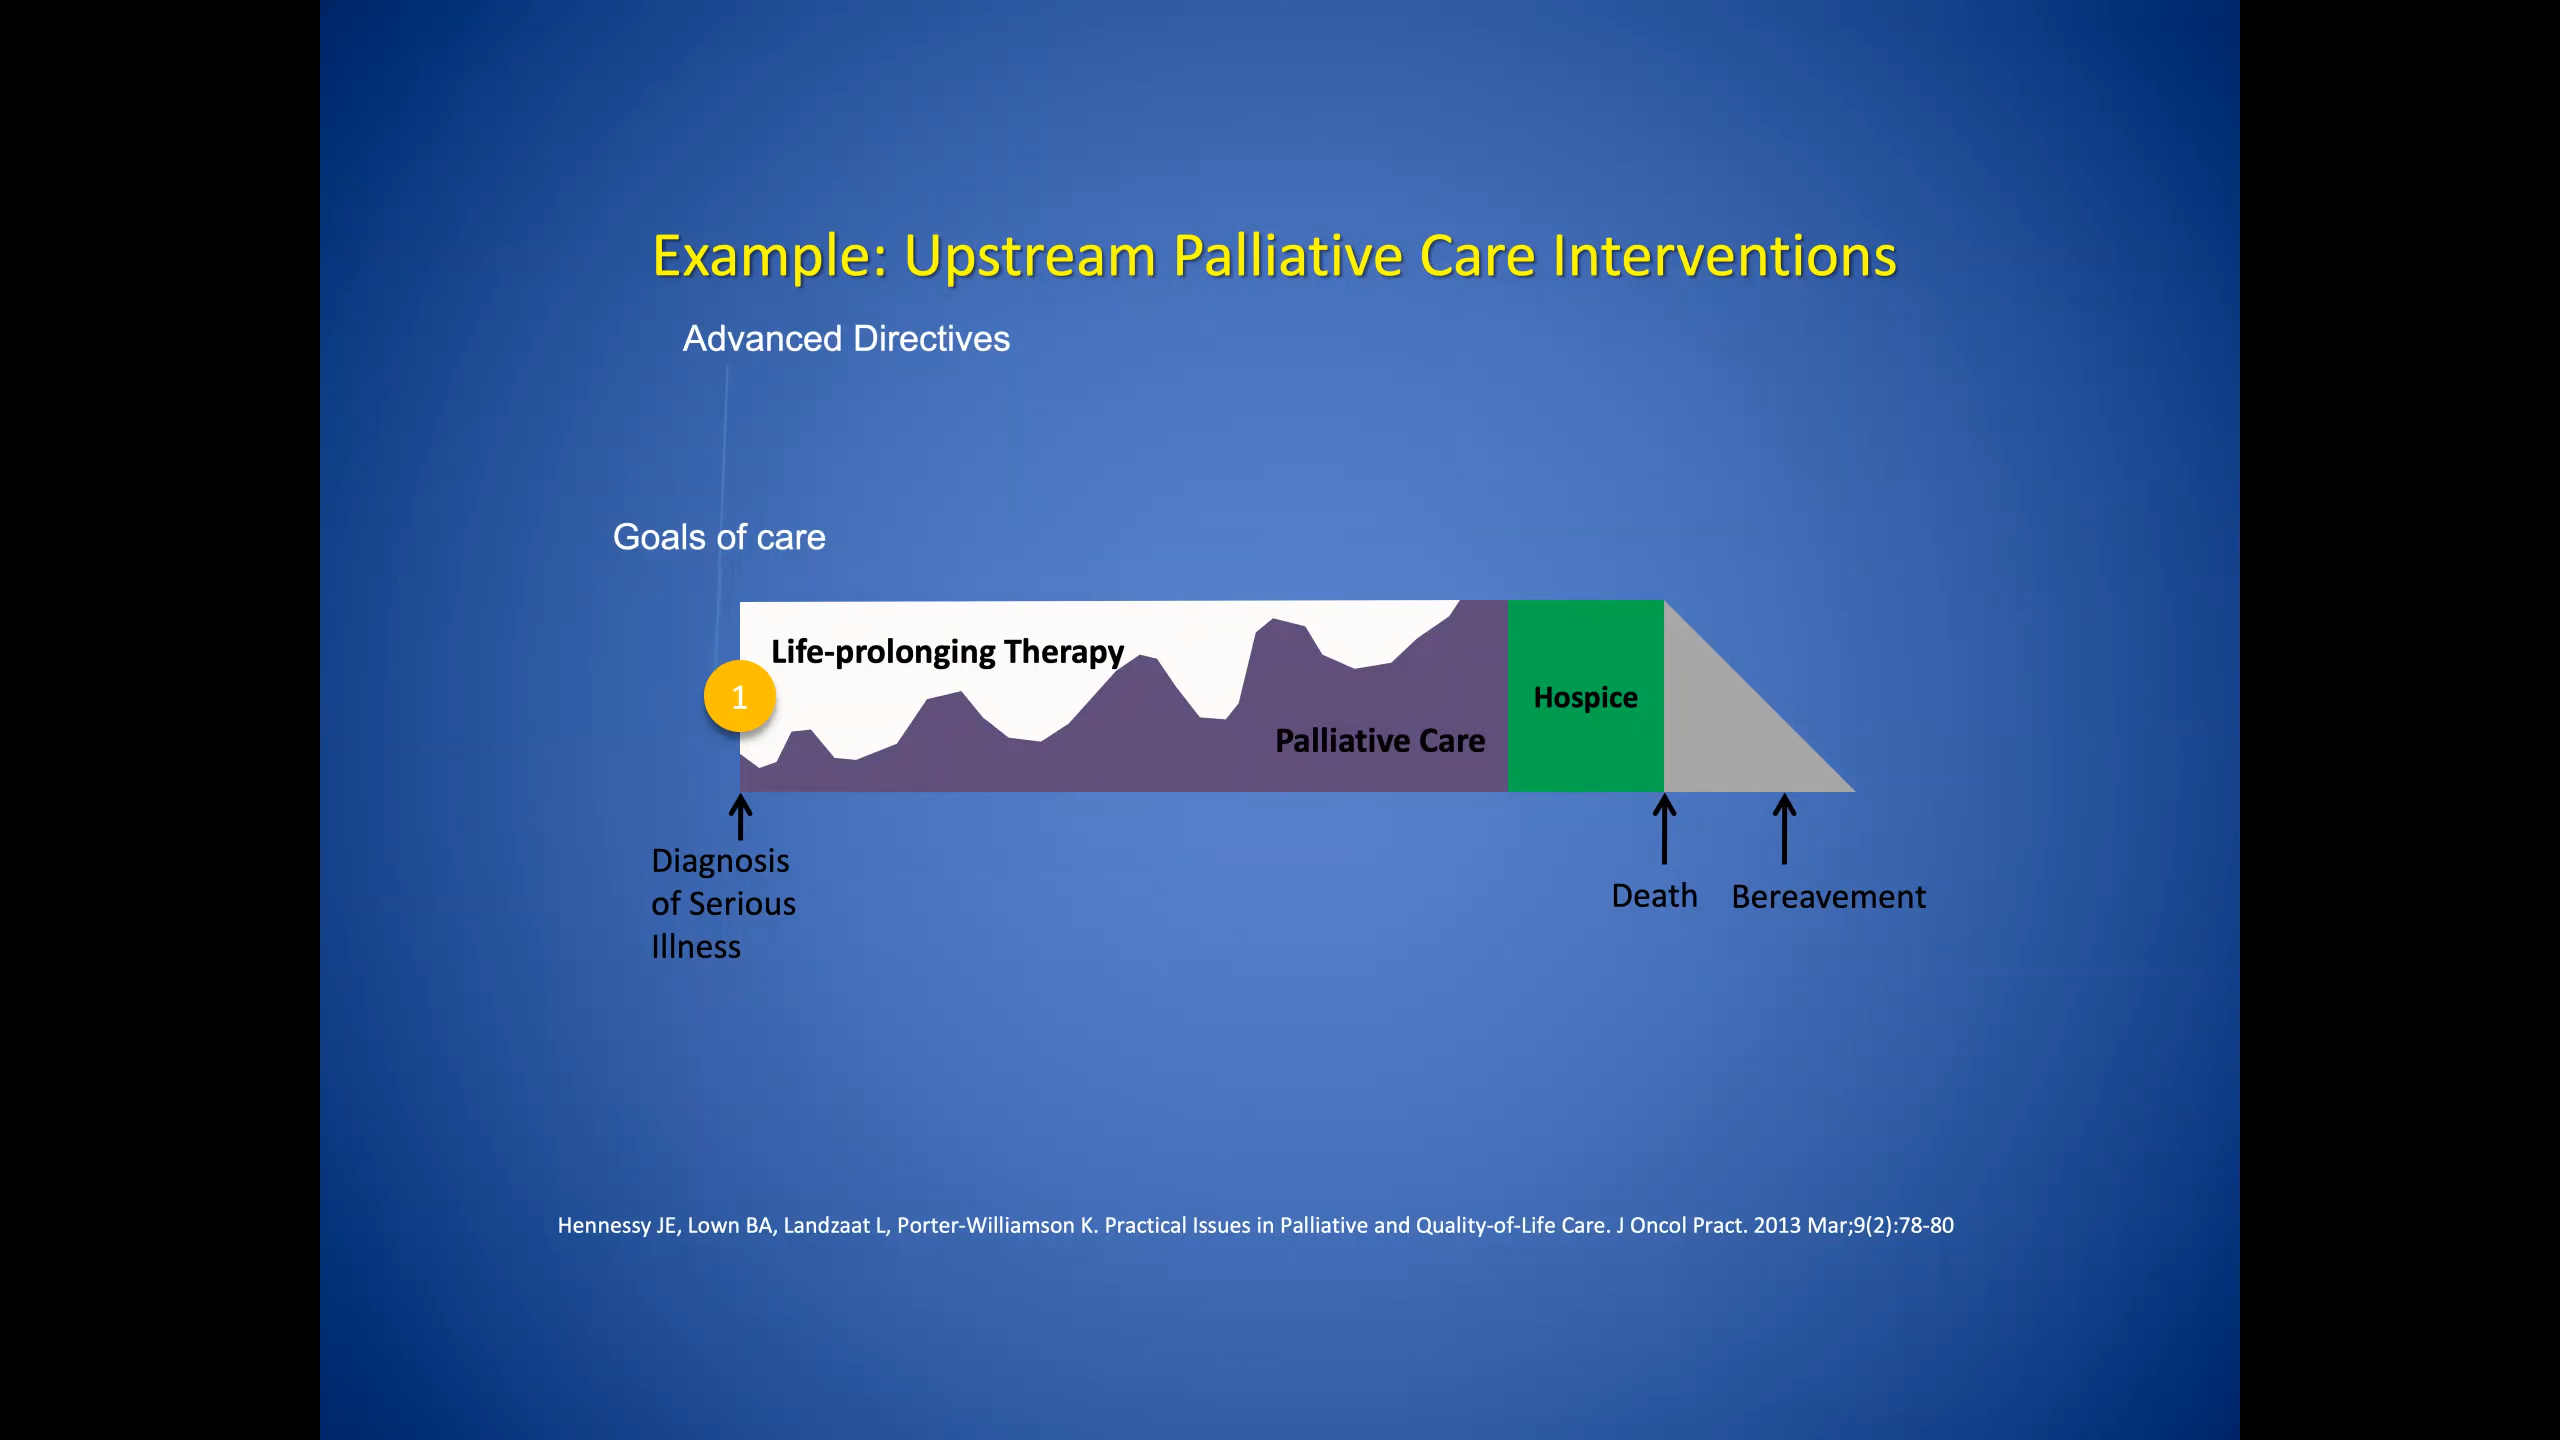 Example: Upstream Palliative Care Interventions
Advanced Directives
Goals of care
Life-prolonging Therapy
1
Hospice
Palliative Care
Diagnosis
of Serious
Illness
Death
Bereavement
Hennessy JE, Lown BA, Landzaat L, Porter-Williamson K. Practical Issues in Palliative and Quality-of-Life Care. J Oncol Pract. 2013 Mar;9(2):78-80